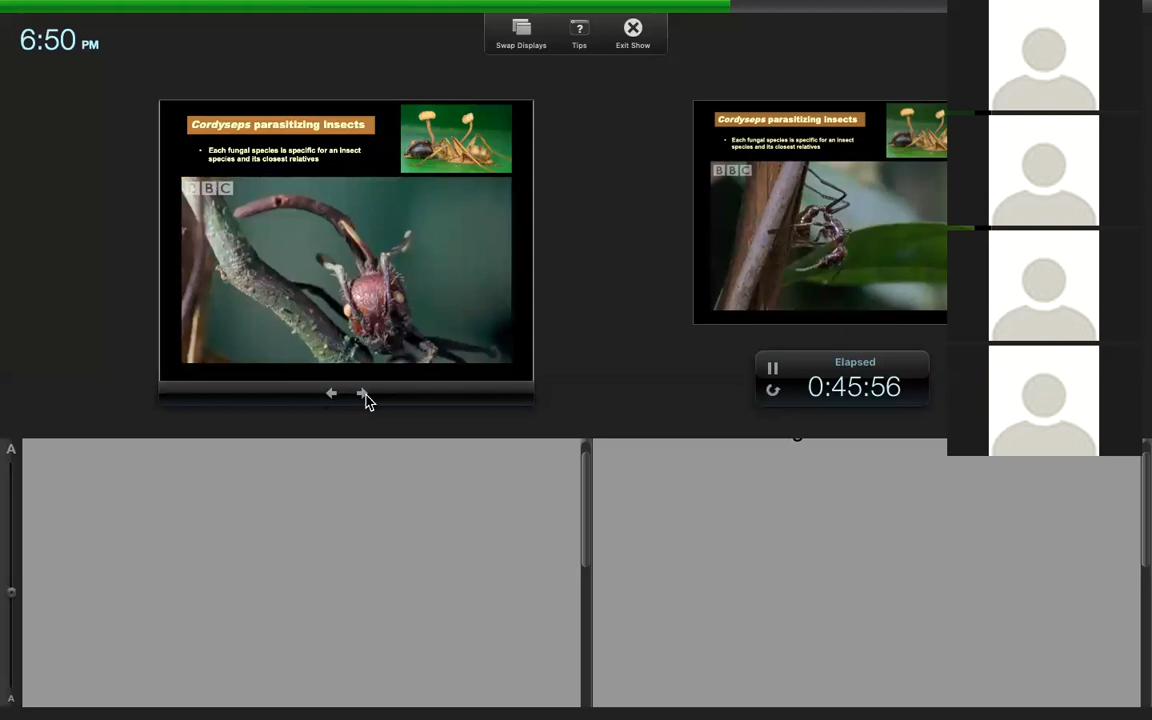 6:50 PM
Swap Displays
Tips
Exit Show
Cordyseps parasitizing insects
• Each fungal species is specific for an insect
species and its closest relatives
BBC
Cordyseps parasitizing insects
• Each fungal species is specific for an insect
species and its closest relatives
BBC
Elapsed
0:45:56
A
A